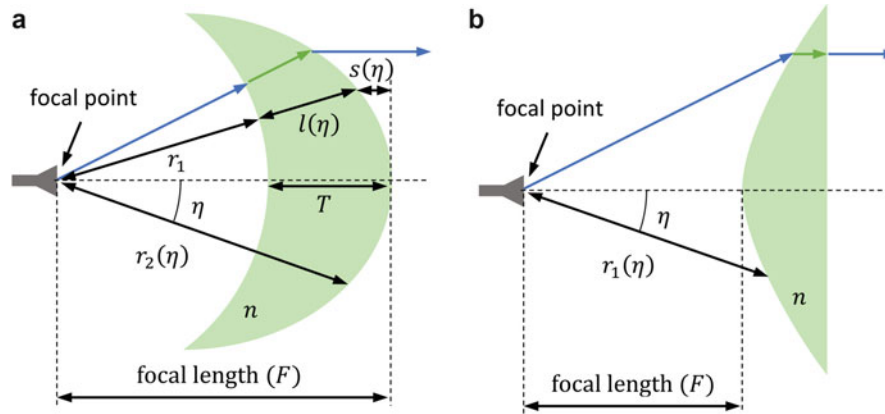 a
focal point
s(η)
l(η)
r₁
T
η
r₂(η)
n
focal length (F)
b
focal point
η
r₁(η)
n
focal length (F)